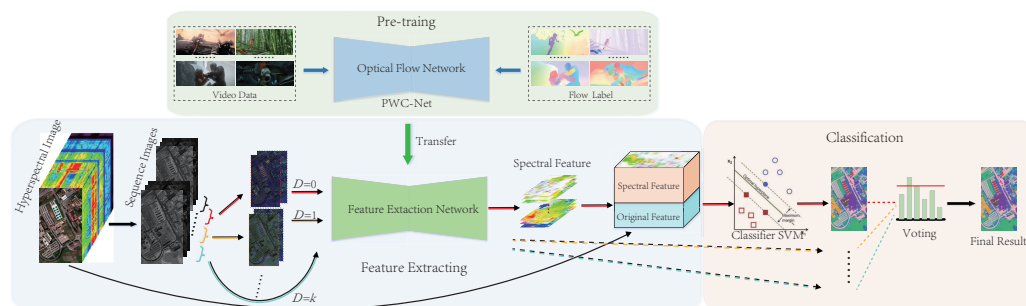 Pre-traing
Optical Flow Network
Video Data
PWC-Net
Flow Label
Transfer
Hyperspectral Image
Sequence Images
D=0
D=1
D=k
Feature Extaction Network
Feature Extracting
Spectral Feature
Spectral Feature
Original Feature
Classification
Classifier SVM
Voting
Final Result